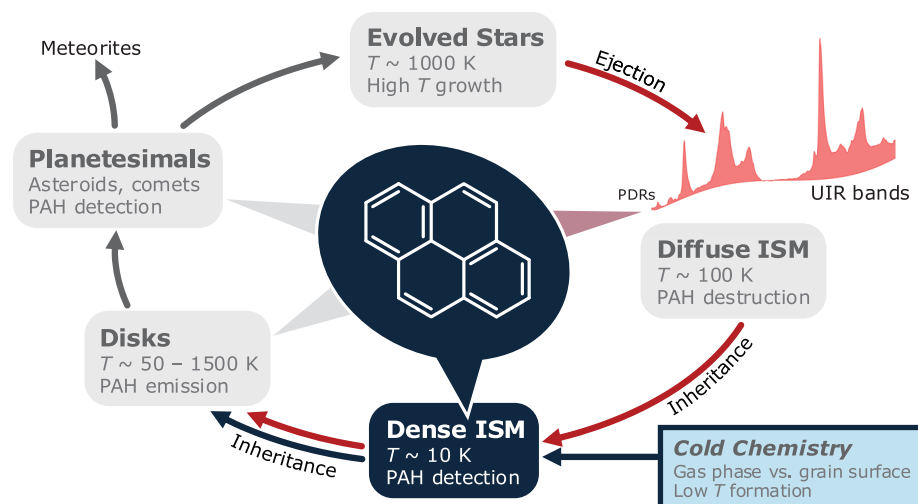 Meteorites
Evolved Stars
T ~ 1000 K
High T growth
Ejection
Planetesimals
Asteroids, comets
PAH detection
PDRs
UIR bands
Diffuse ISM
T ~ 100 K
PAH destruction
Disks
T ~ 50 – 1500 K
PAH emission
Inheritance
Inheritance
Dense ISM
T ~ 10 K
PAH detection
Cold Chemistry
Gas phase vs. grain surface
Low T formation